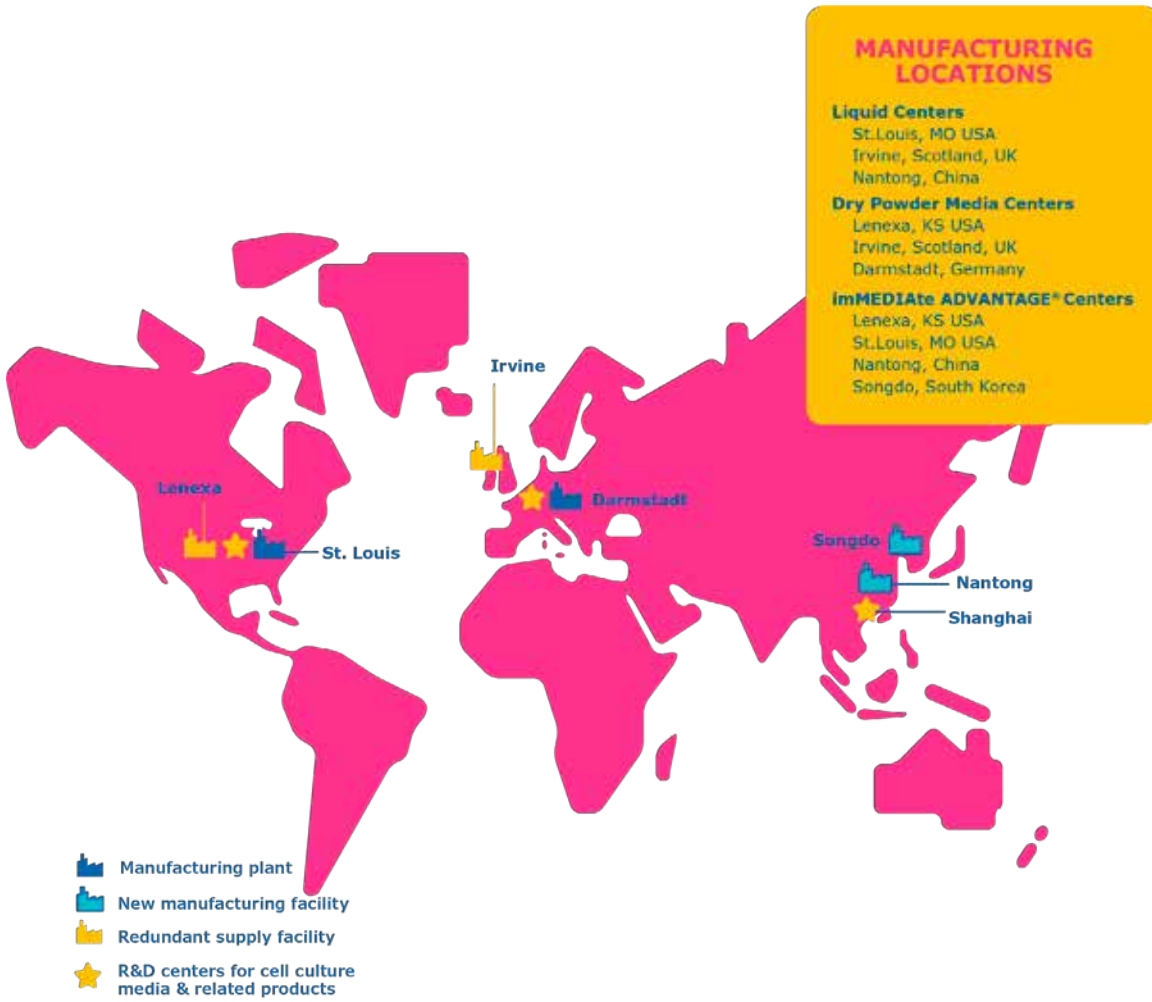 MANUFACTURING
LOCATIONS
Liquid Centers
St.Louis, MO USA
Irvine, Scotland, UK
Nantong, China
Dry Powder Media Centers
Lenexa, KS USA
Irvine, Scotland, UK
Darmstadt, Germany
imMEDIAte ADVANTAGE® Centers
Lenexa, KS USA
St.Louis, MO USA
Nantong, China
Songdo, South Korea
Irvine
Lenexa
Darmstadt
St. Louis
Songdo
Nantong
Shanghai
Manufacturing plant
New manufacturing facility
Redundant supply facility
R&D centers for cell culture
media & related products